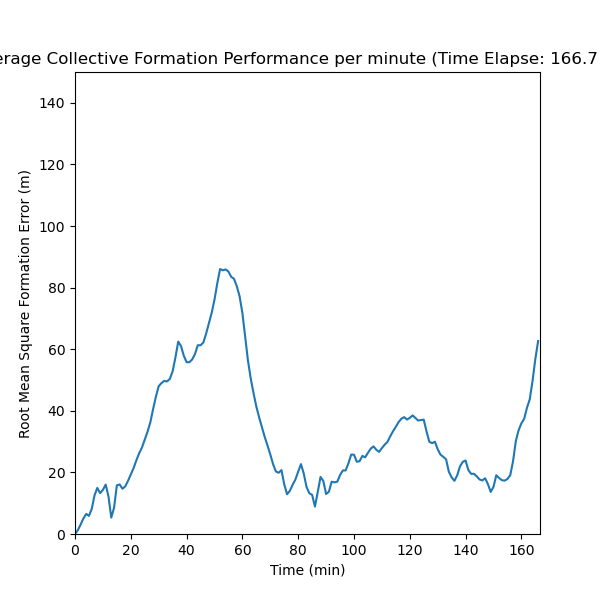 erage Collective Formation Performance per minute (Time Elapse: 166.7
140
120
100
80
60
40
20
0
Root Mean Square Formation Error (m)
0 20 40 60 80 100 120 140 160
Time (min)